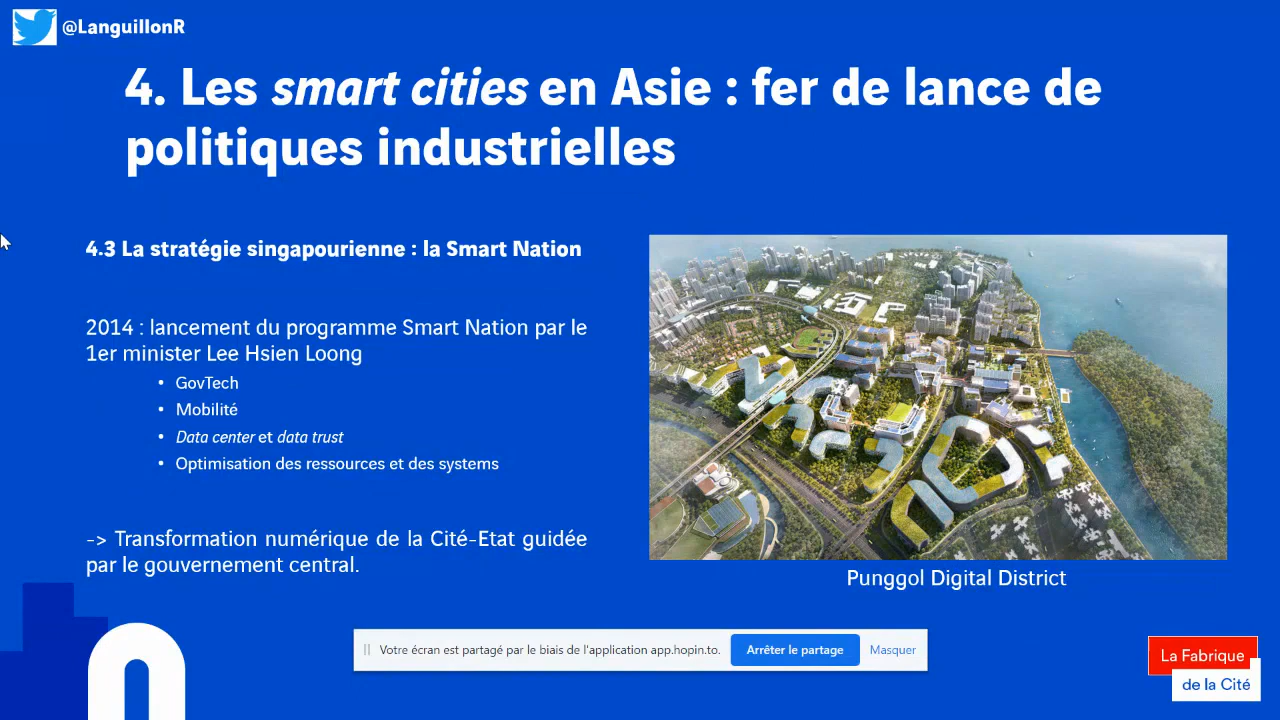 @LanguillonR
4. Les smart cities en Asie : fer de lance de
politiques industrielles
4.3 La stratégie singapourienne : la Smart Nation
2014 : lancement du programme Smart Nation par le
1er minister Lee Hsien Loong
• GovTech
• Mobilité
• Data center et data trust
• Optimisation des ressources et des systems
-> Transformation numérique de la Cité-Etat guidée
par le gouvernement central.
Punggol Digital District
Votre écran est partagé par le biais de l'application app.hopin.to.
Arrêter le partage
Masquer
La Fabrique
de la Cité